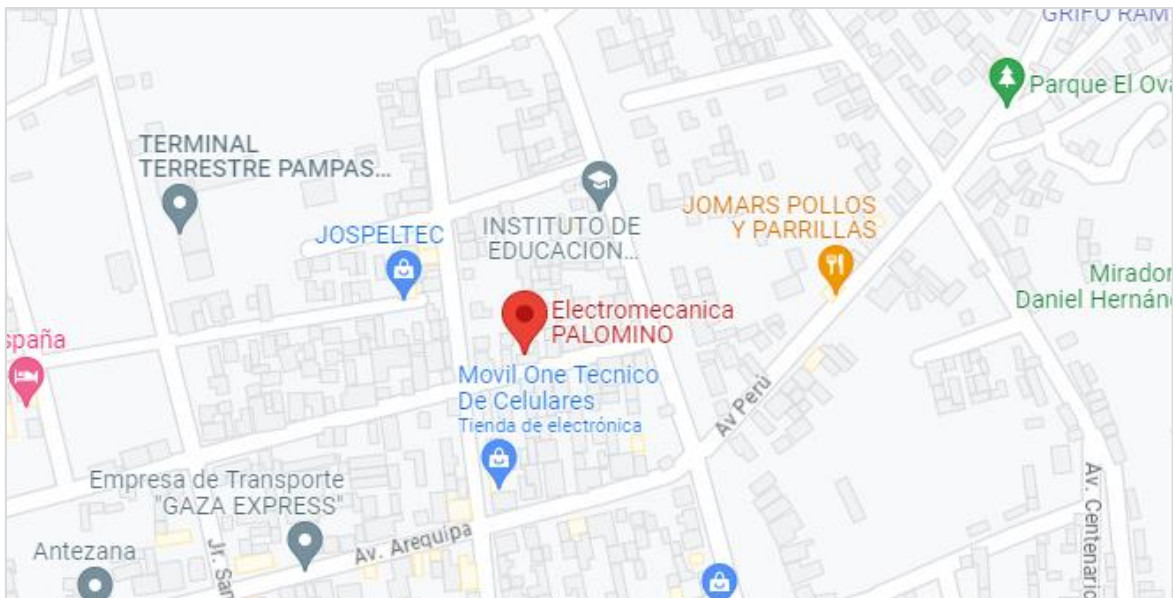 GRIFO RAM
Parque El Ova
TERMINAL
TERRESTRE PAMPAS...
JOMARS POLLOS
Y PARRILLAS
JOSPELTEC
INSTITUTO DE
EDUCACION...
Mirador
Daniel Hernán
Electromecanica
PALOMINO
spaña
Movil One Tecnico
De Celulares
Tienda de electrónica
Av Perú
Empresa de Transporte
"GAZA EXPRESS"
Av. Arequipa
Antezana
Jr. San
Av. Centenario